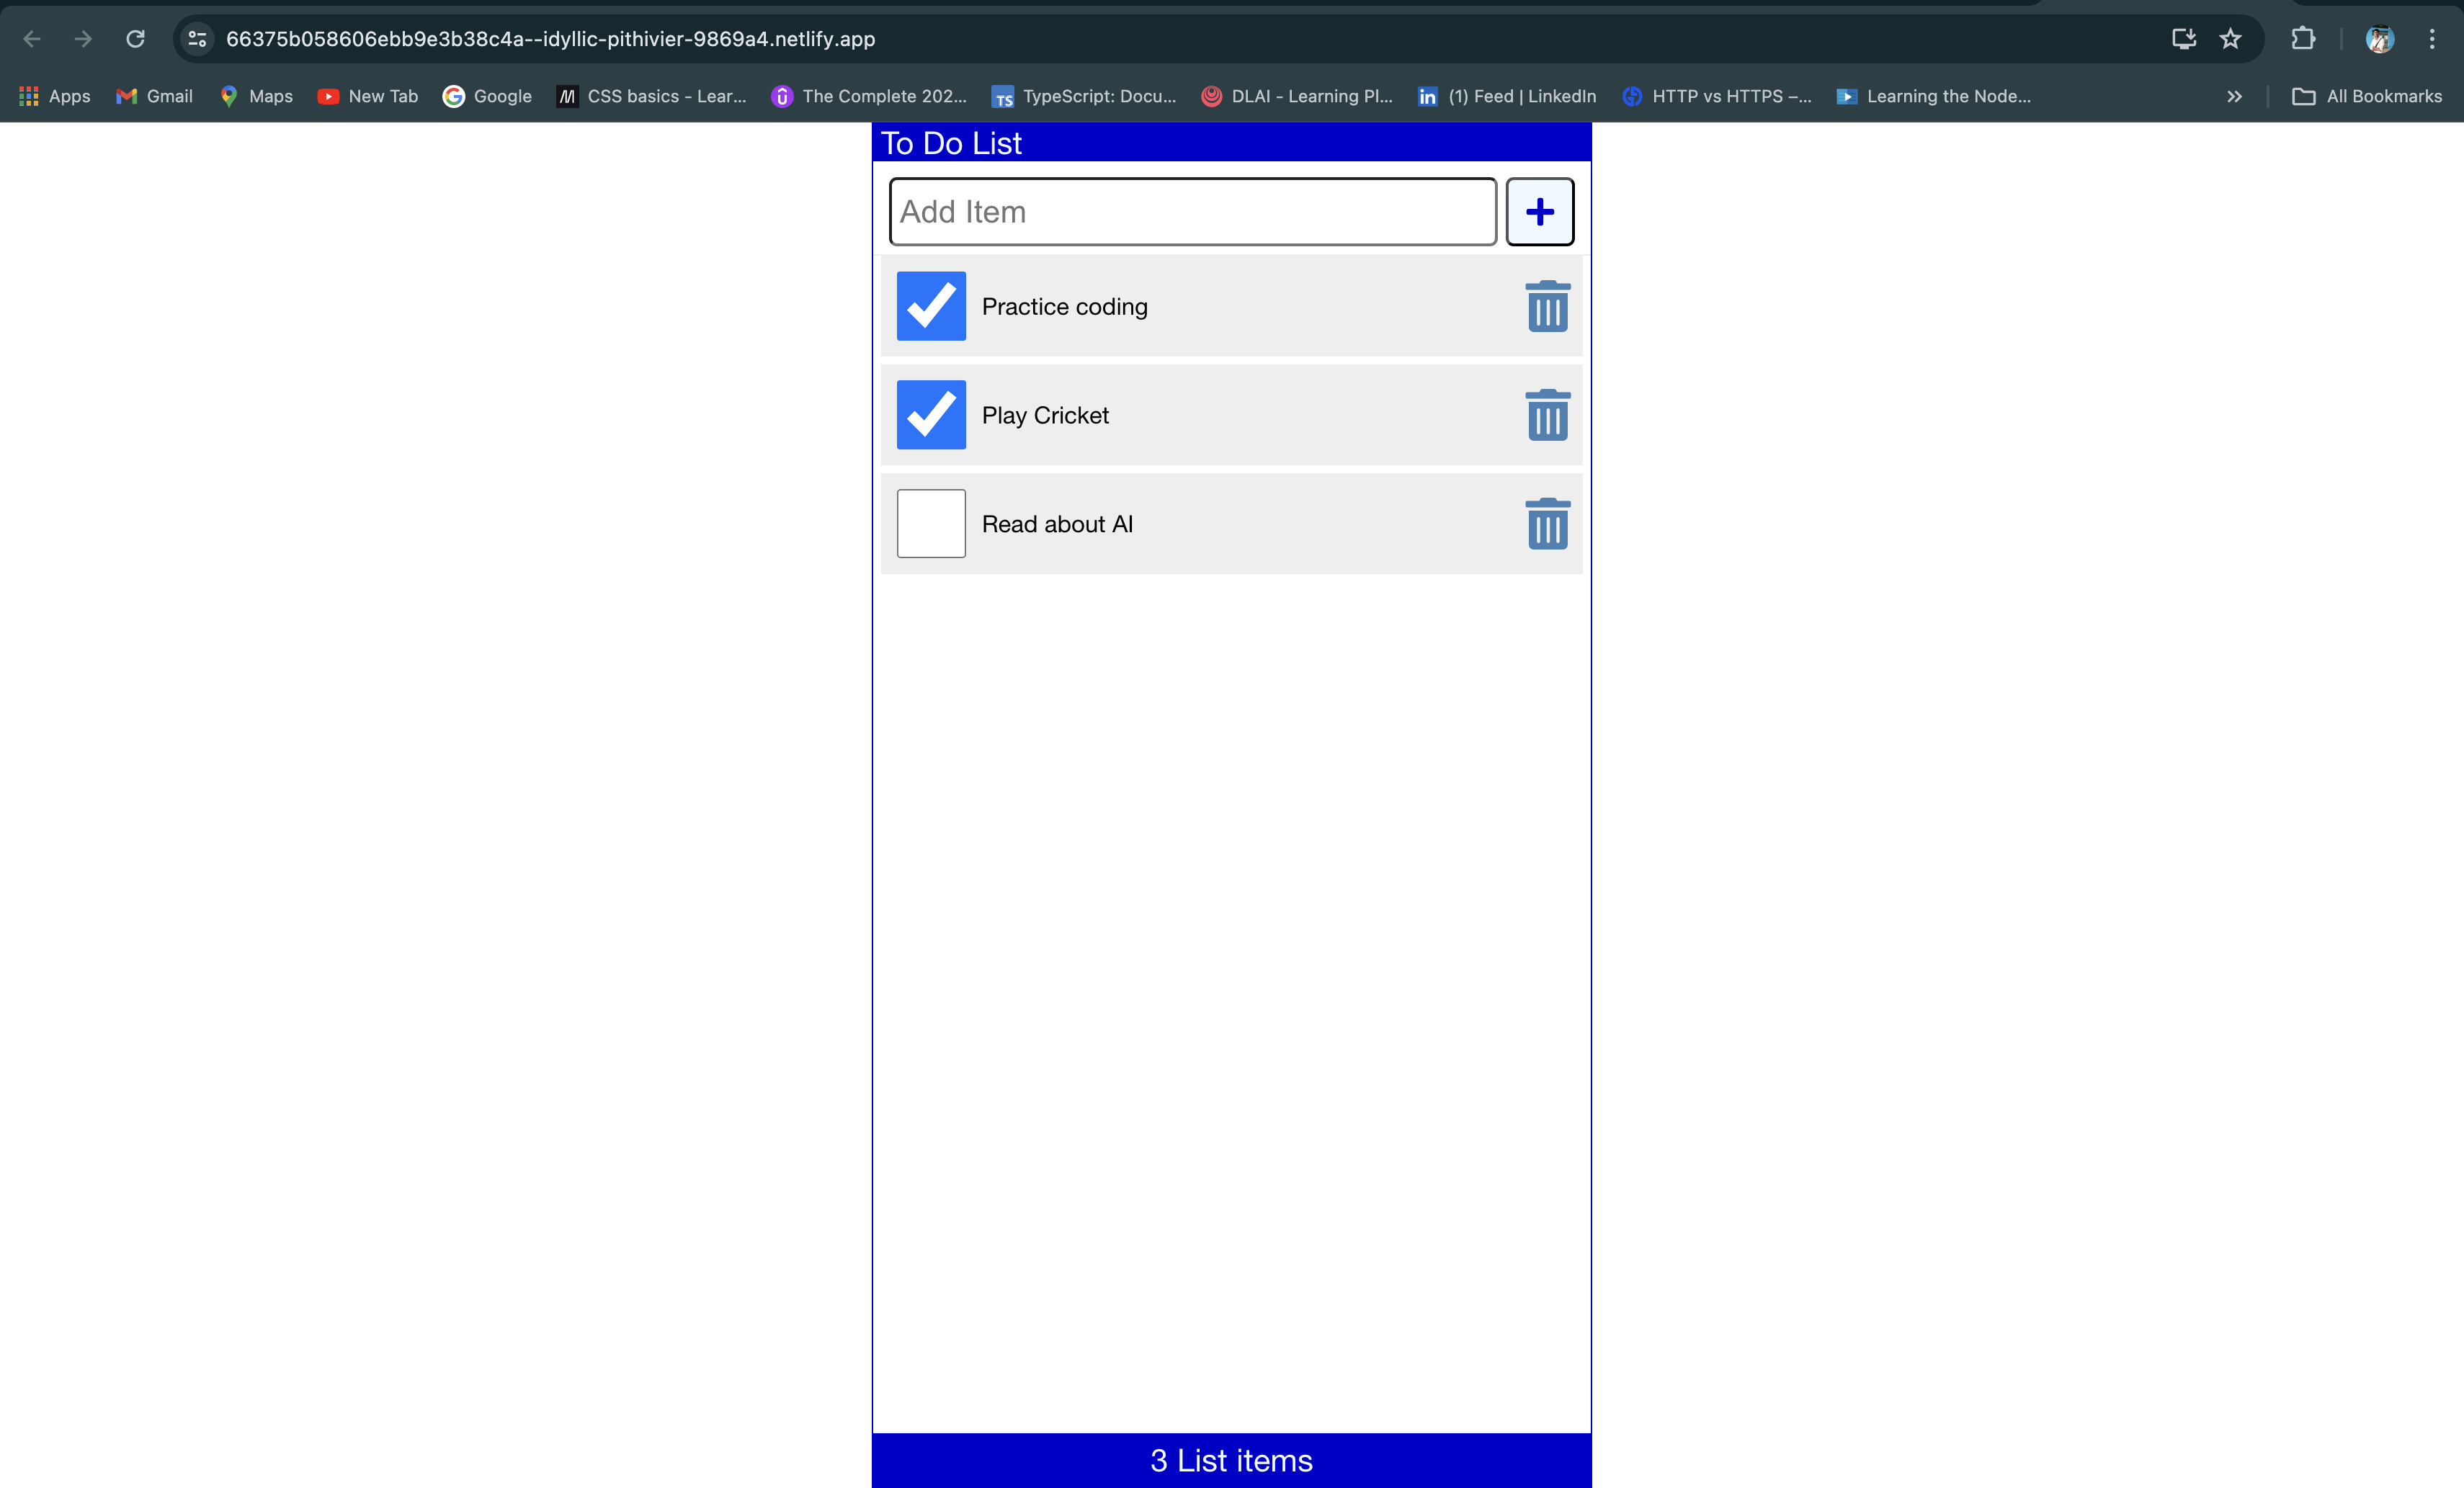 66375b058606ebb9e3b38c4a--idyllic-pithivier-9869a4.netlify.app
Apps Gmail Maps New Tab Google CSS basics - Lear... The Complete 202... TS TypeScript: Docu... DLAI - Learning Pl... in (1) Feed | LinkedIn HTTP vs HTTPS –... Learning the Node... All Bookmarks
To Do List
Add Item
Practice coding
Play Cricket
Read about AI
3 List items